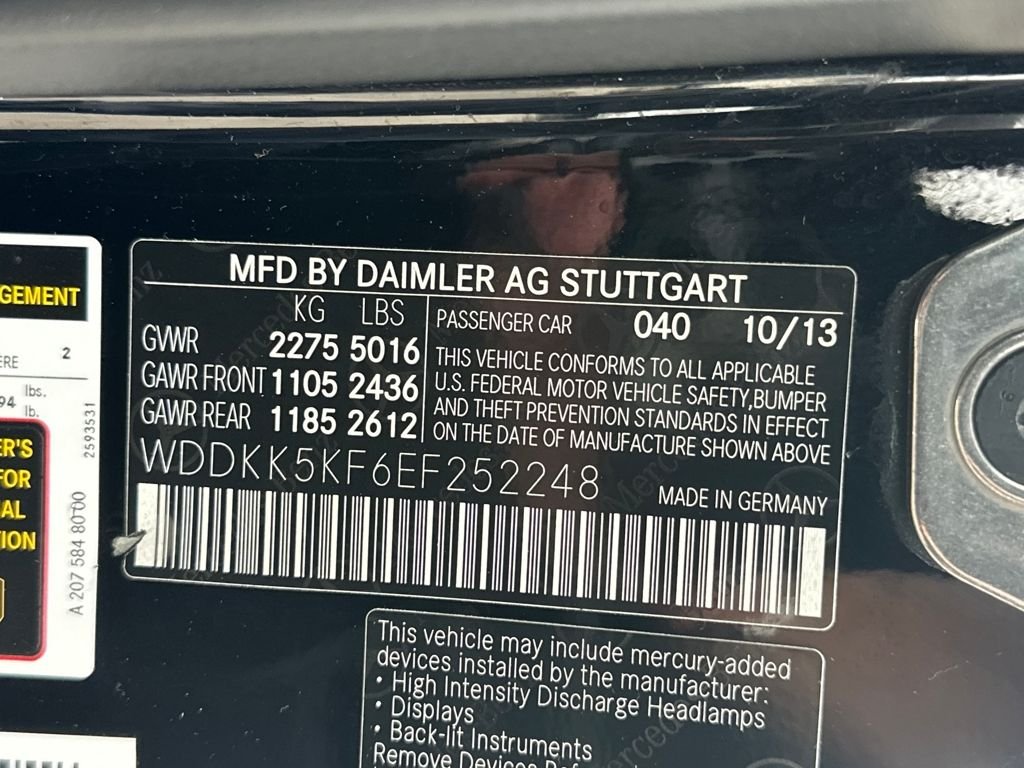 MFD BY DAIMLER AG STUTTGART
KG LBS
GVWR 2275 5016
GAWR FRONT 1105 2436
GAWR REAR 1185 2612
PASSENGER CAR 040 10/13
THIS VEHICLE CONFORMS TO ALL APPLICABLE
U.S. FEDERAL MOTOR VEHICLE SAFETY,BUMPER
AND THEFT PREVENTION STANDARDS IN EFFECT
ON THE DATE OF MANUFACTURE SHOWN ABOVE
WDDKK5KF6EF252248
MADE IN GERMANY
This vehicle may include mercury-added
devices installed by the manufacturer:
• High Intensity Discharge Headlamps
• Displays
• Back-lit Instruments
Remove Devices
GEMENT
ERE 2
94 lbs.
lb.
2593531
ER'S
FOR
AL
TION
A 207 584 80 00